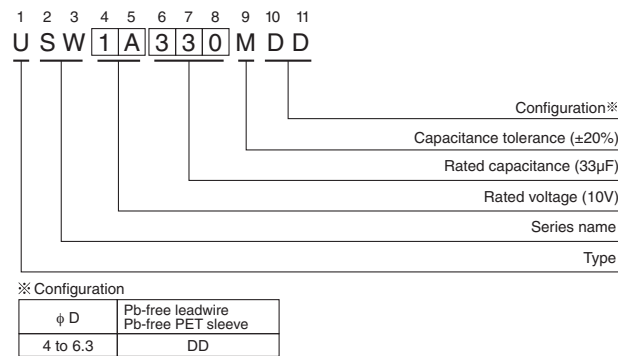 1 2 3 4 5 6 7 8 9 10 11
U S W 1 A 3 3 0 M D D
Configuration※
Capacitance tolerance (±20%)
Rated capacitance (33µF)
Rated voltage (10V)
Series name
Type
※ Configuration
ϕ D
Pb-free leadwire
Pb-free PET sleeve
4 to 6.3
DD